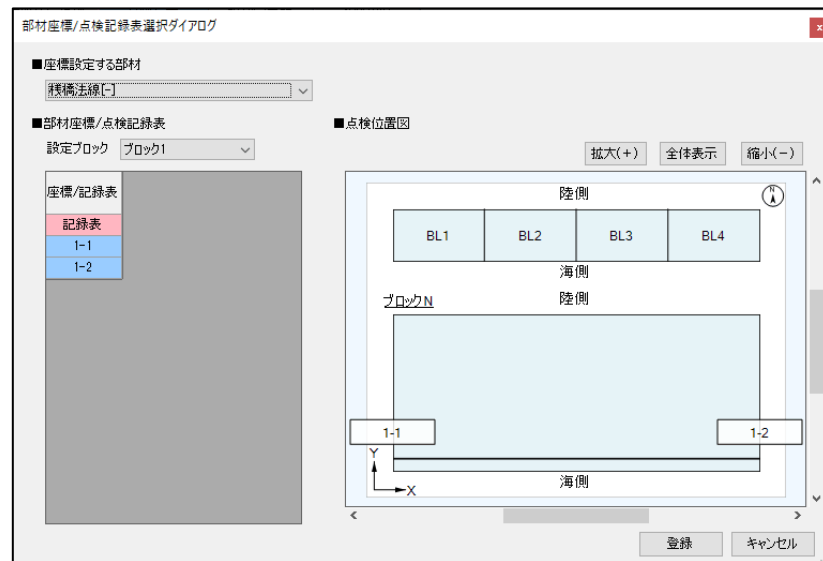 部材座標/点検記録表選択ダイアログ
x
■座標設定する部材
桟橋法線[-]
■部材座標/点検記録表
設定ブロック ブロック1
座標/記録表
記録表
1-1
1-2
■点検位置図
拡大(+) 全体表示 縮小(-)
陸側
N
BL1 BL2 BL3 BL4
海側
ブロックN
陸側
1-1 1-2
Y
X
海側
登録 キャンセル